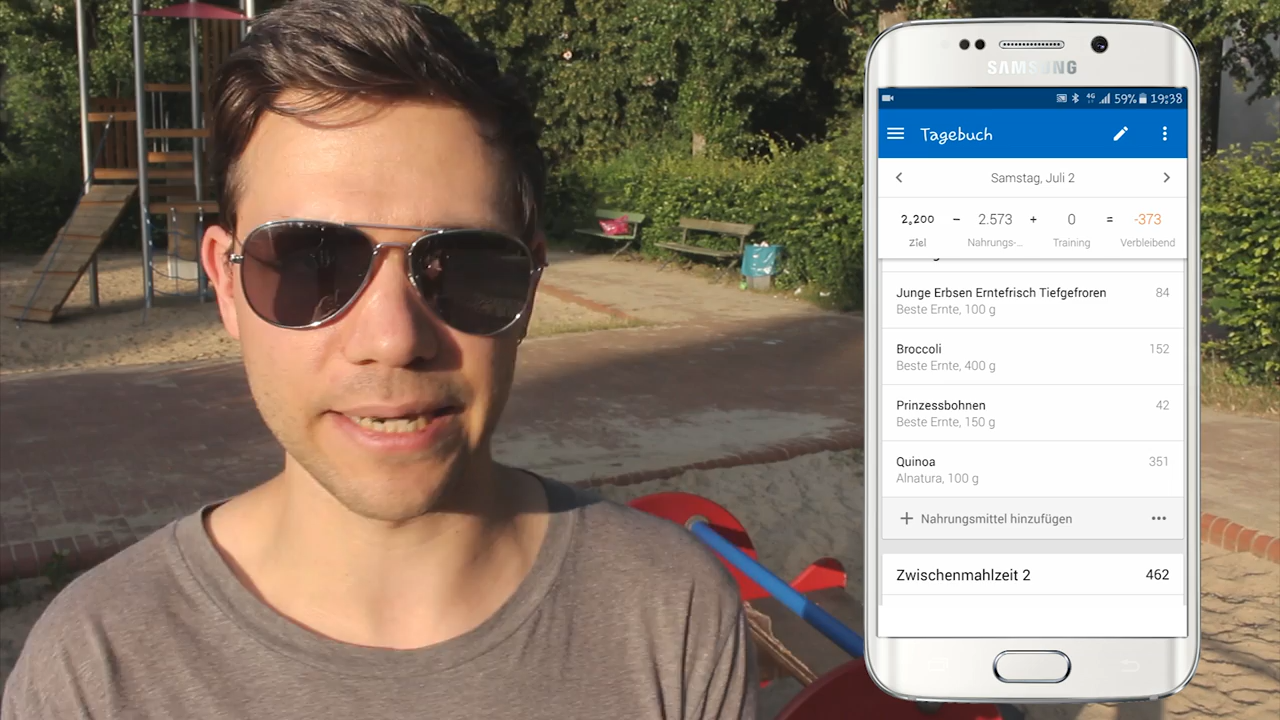 SAMSUNG
4G 59% 19:38
Tagebuch
Samstag, Juli 2
2,200 - 2.573 + 0 = -373
Ziel Nahrungs-... Training Verbleibend
Junge Erbsen Erntefrisch Tiefgefroren 84
Beste Ernte, 100 g
Broccoli 152
Beste Ernte, 400 g
Prinzessbohnen 42
Beste Ernte, 150 g
Quinoa 351
Alnatura, 100 g
+ Nahrungsmittel hinzufügen ...
Zwischenmahlzeit 2 462